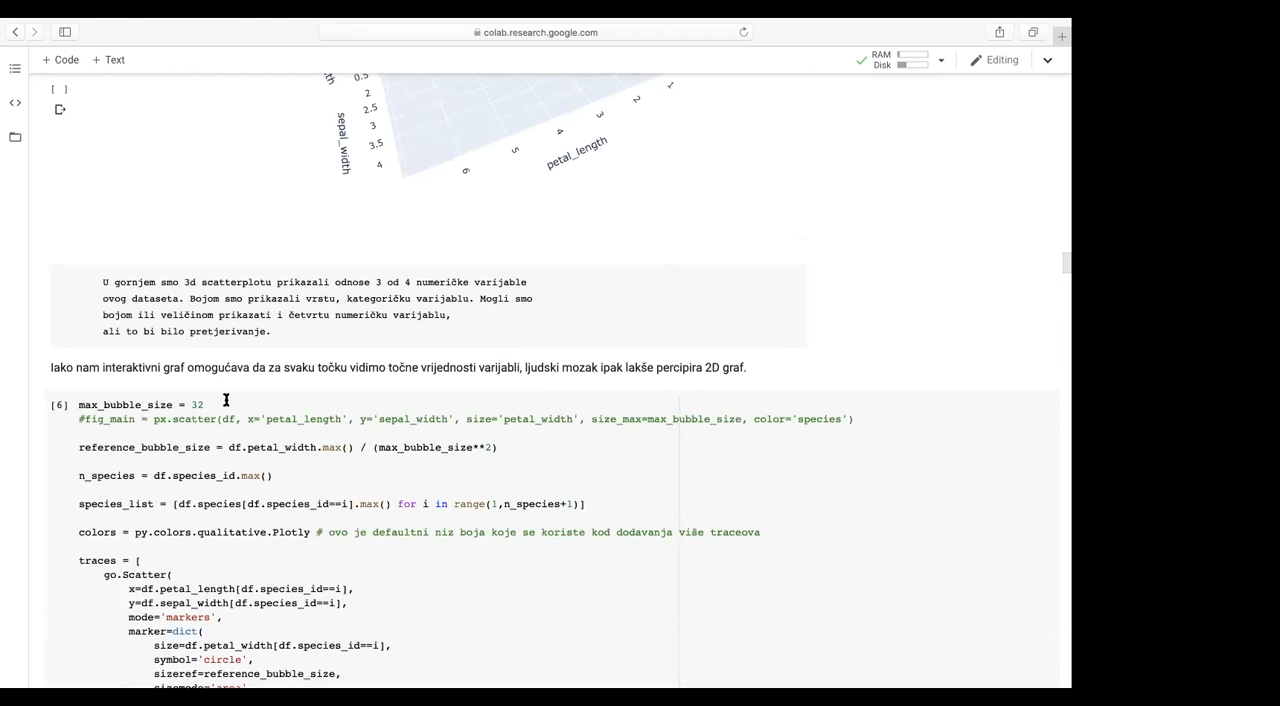 colab.research.google.com
+ Code + Text
RAM
Disk
Editing
[ ]
0.5
2
2.5
3
3.5
4
sepal_width
1
2
3
4
5
6
petal_length
U gornjem smo 3d scatterplotu prikazali odnose 3 od 4 numeričke varijable
ovog dataseta. Bojom smo prikazali vrstu, kategoričku varijablu. Mogli smo
bojom ili veličinom prikazati i četvrtu numeričku varijablu,
ali to bi bilo pretjerivanje.
Iako nam interaktivni graf omogućava da za svaku točku vidimo točne vrijednosti varijabli, ljudski mozak ipak lakše percipira 2D graf.
[6] max_bubble_size = 32
#fig_main = px.scatter(df, x='petal_length', y='sepal_width', size='petal_width', size_max=max_bubble_size, color='species')
reference_bubble_size = df.petal_width.max() / (max_bubble_size**2)
n_species = df.species_id.max()
species_list = [df.species[df.species_id==i].max() for i in range(1,n_species+1)]
colors = py.colors.qualitative.Plotly # ovo je defaultni niz boja koje se koriste kod dodavanja više traceova
traces = [
go.Scatter(
x=df.petal_length[df.species_id==i],
y=df.sepal_width[df.species_id==i],
mode='markers',
marker=dict(
size=df.petal_width[df.species_id==i],
symbol='circle',
sizeref=reference_bubble_size,